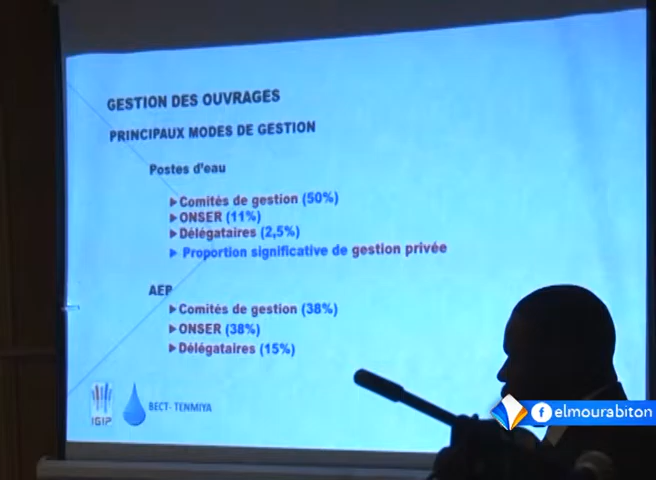 GESTION DES OUVRAGES
PRINCIPAUX MODES DE GESTION
Postes d'eau
Comités de gestion (50%)
ONSER (11%)
Délégataires (2,5%)
Proportion significative de gestion privée
AEP
Comités de gestion (38%)
ONSER (38%)
Délégataires (15%)
IGIP
BECT- TENMIYA
elmourabiton